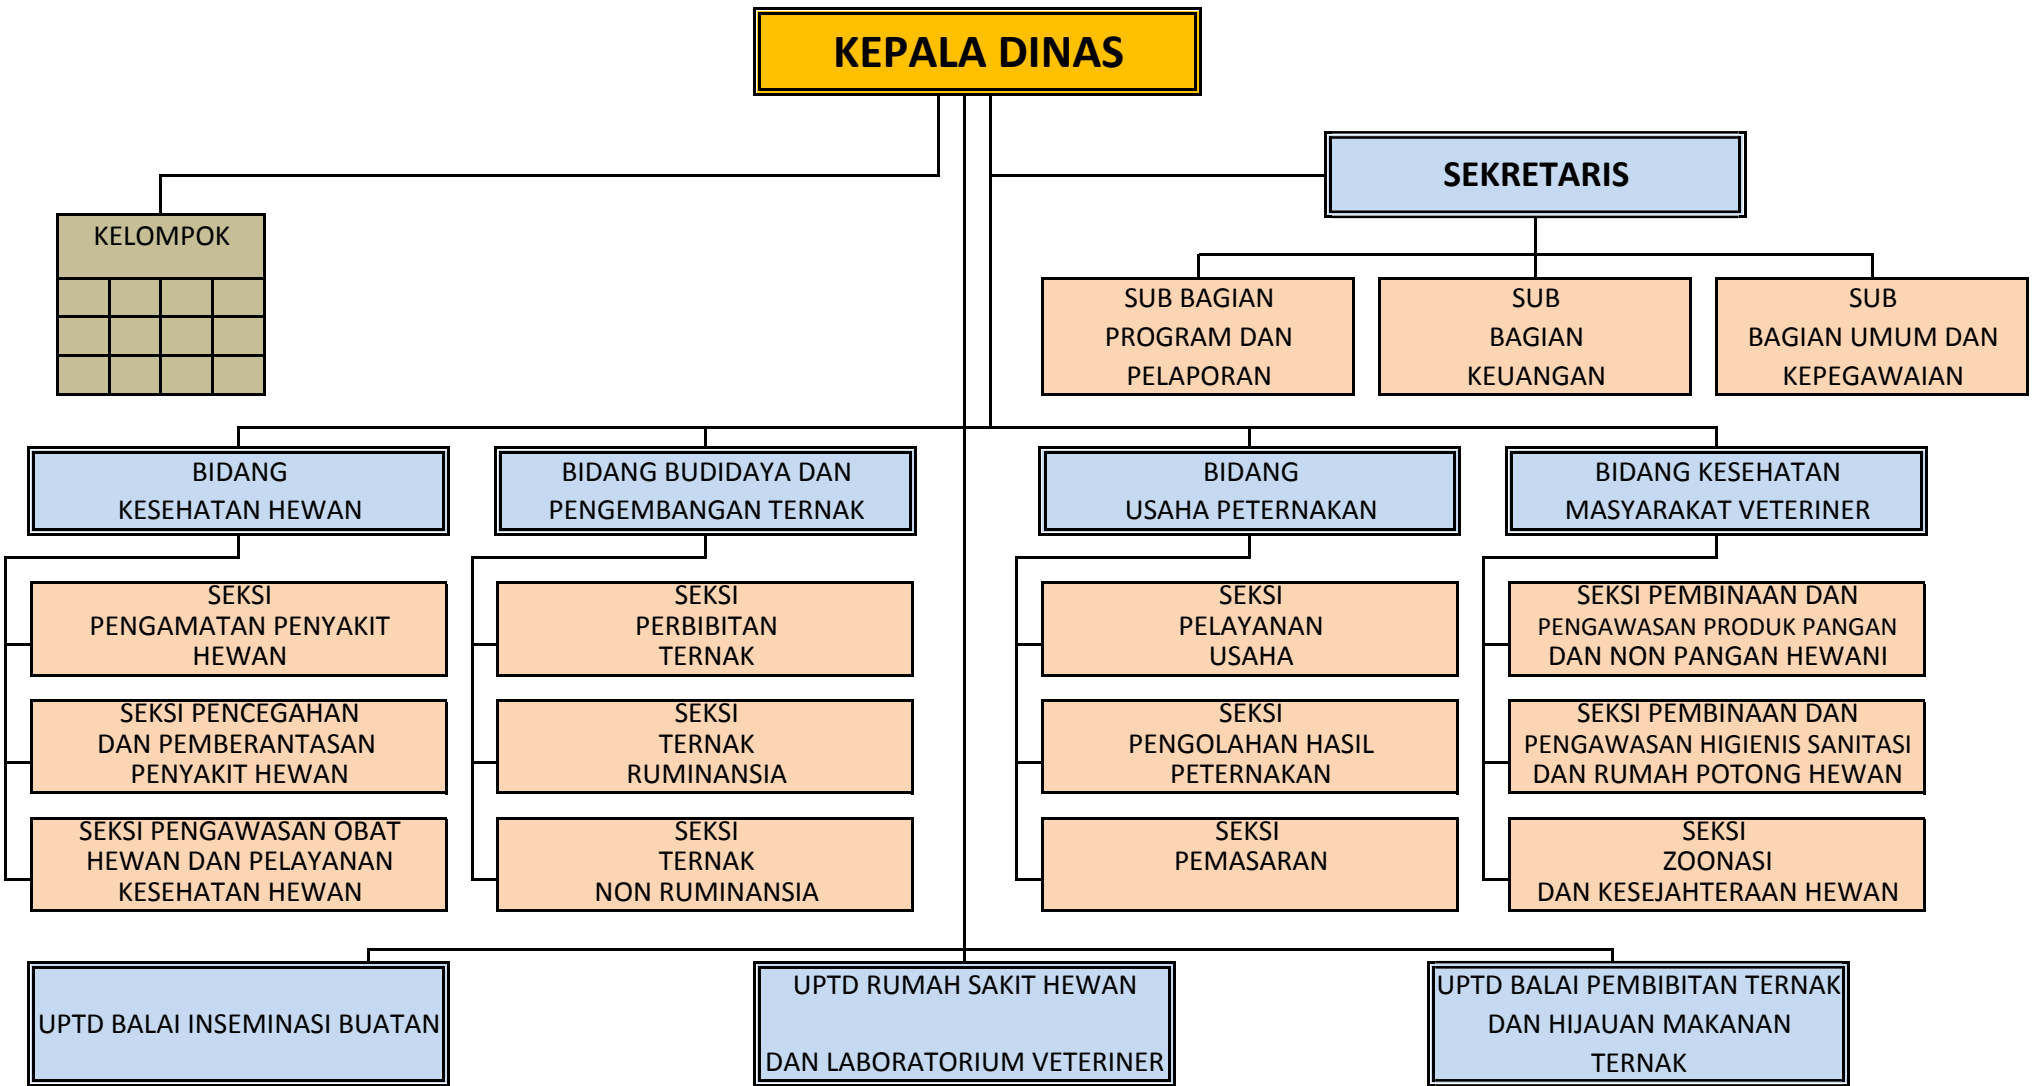 KEPALA DINAS
SEKRETARIS
KELOMPOK
SUB BAGIAN
PROGRAM DAN
PELAPORAN
SUB
BAGIAN
KEUANGAN
SUB
BAGIAN UMUM DAN
KEPEGAWAIAN
BIDANG
KESEHATAN HEWAN
BIDANG BUDIDAYA DAN
PENGEMBANGAN TERNAK
BIDANG
USAHA PETERNAKAN
BIDANG KESEHATAN
MASYARAKAT VETERINER
SEKSI
PENGAMATAN PENYAKIT
HEWAN
SEKSI
PERBIBITAN
TERNAK
SEKSI
PELAYANAN
USAHA
SEKSI PEMBINAAN DAN
PENGAWASAN PRODUK PANGAN
DAN NON PANGAN HEWANI
SEKSI PENCEGAHAN
DAN PEMBERANTASAN
PENYAKIT HEWAN
SEKSI
TERNAK
RUMINANSIA
SEKSI
PENGOLAHAN HASIL
PETERNAKAN
SEKSI PEMBINAAN DAN
PENGAWASAN HIGIENIS SANITASI
DAN RUMAH POTONG HEWAN
SEKSI PENGAWASAN OBAT
HEWAN DAN PELAYANAN
KESEHATAN HEWAN
SEKSI
TERNAK
NON RUMINANSIA
SEKSI
PEMASARAN
SEKSI
ZOONASI
DAN KESEJAHTERAAN HEWAN
UPTD BALAI INSEMINASI BUATAN
UPTD RUMAH SAKIT HEWAN
DAN LABORATORIUM VETERINER
UPTD BALAI PEMBIBITAN TERNAK
DAN HIJAUAN MAKANAN
TERNAK